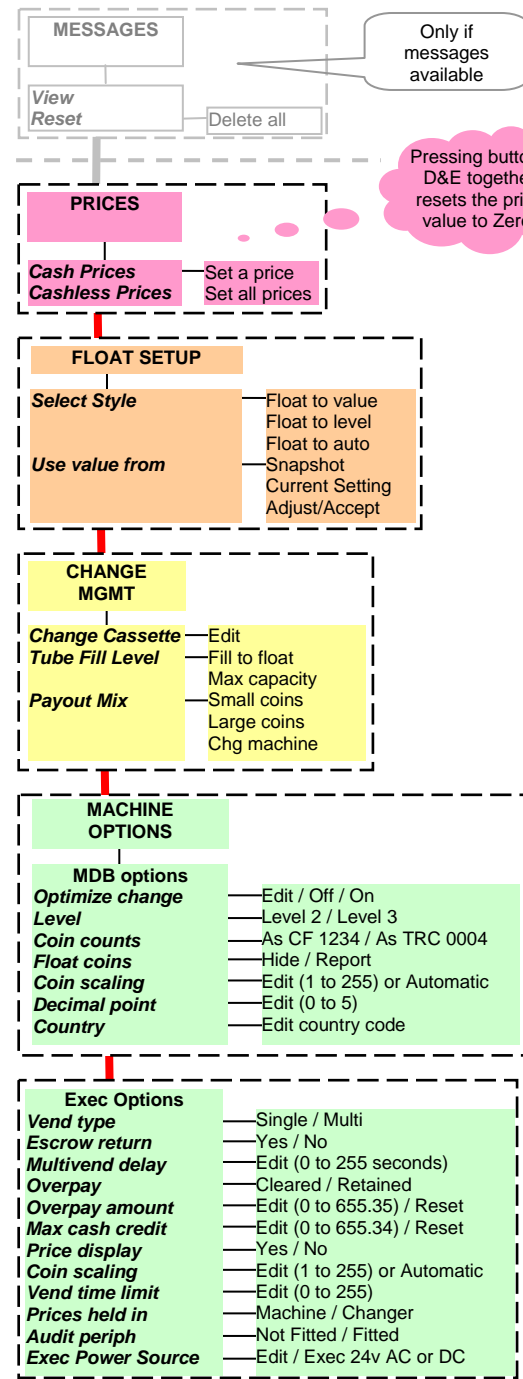 MESSAGES
Only if
messages
available
View
Reset
Delete all
Pressing
D&E
resets the
value to
PRICES
Cash Prices
Set a price
Cashless Prices
Set all prices
FLOAT SETUP
Select Style
Float to value
Float to level
Float to auto
Use value from
Snapshot
Current Setting
Adjust/Accept
CHANGE
MGMT
Change Cassette
Edit
Tube Fill Level
Fill to float
Max capacity
Payout Mix
Small coins
Large coins
Chg machine
MACHINE
OPTIONS
MDB options
Optimize change
Edit / Off / On
Level
Level 2 / Level 3
Coin counts
As CF 1234 / As TRC 0004
Float coins
Hide / Report
Coin scaling
Edit (1 to 255) or Automatic
Decimal point
Edit (0 to 5)
Country
Edit country code
Exec Options
Vend type
Single / Multi
Escrow return
Yes / No
Multivend delay
Edit (0 to 255 seconds)
Overpay
Cleared / Retained
Overpay amount
Edit (0 to 655.35) / Reset
Max cash credit
Edit (0 to 655.34) / Reset
Price display
Yes / No
Coin scaling
Edit (1 to 255) or Automatic
Vend time limit
Edit (0 to 255)
Prices held in
Machine / Changer
Audit periph
Not Fitted / Fitted
Exec Power Source
Edit / Exec 24v AC or DC